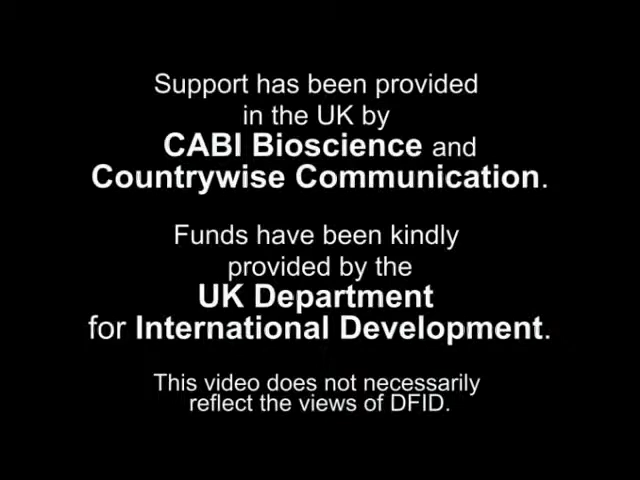 Support has been provided
in the UK by
CABI Bioscience and
Countrywise Communication.
Funds have been kindly
provided by the
UK Department
for International Development.
This video does not necessarily
reflect the views of DFID.